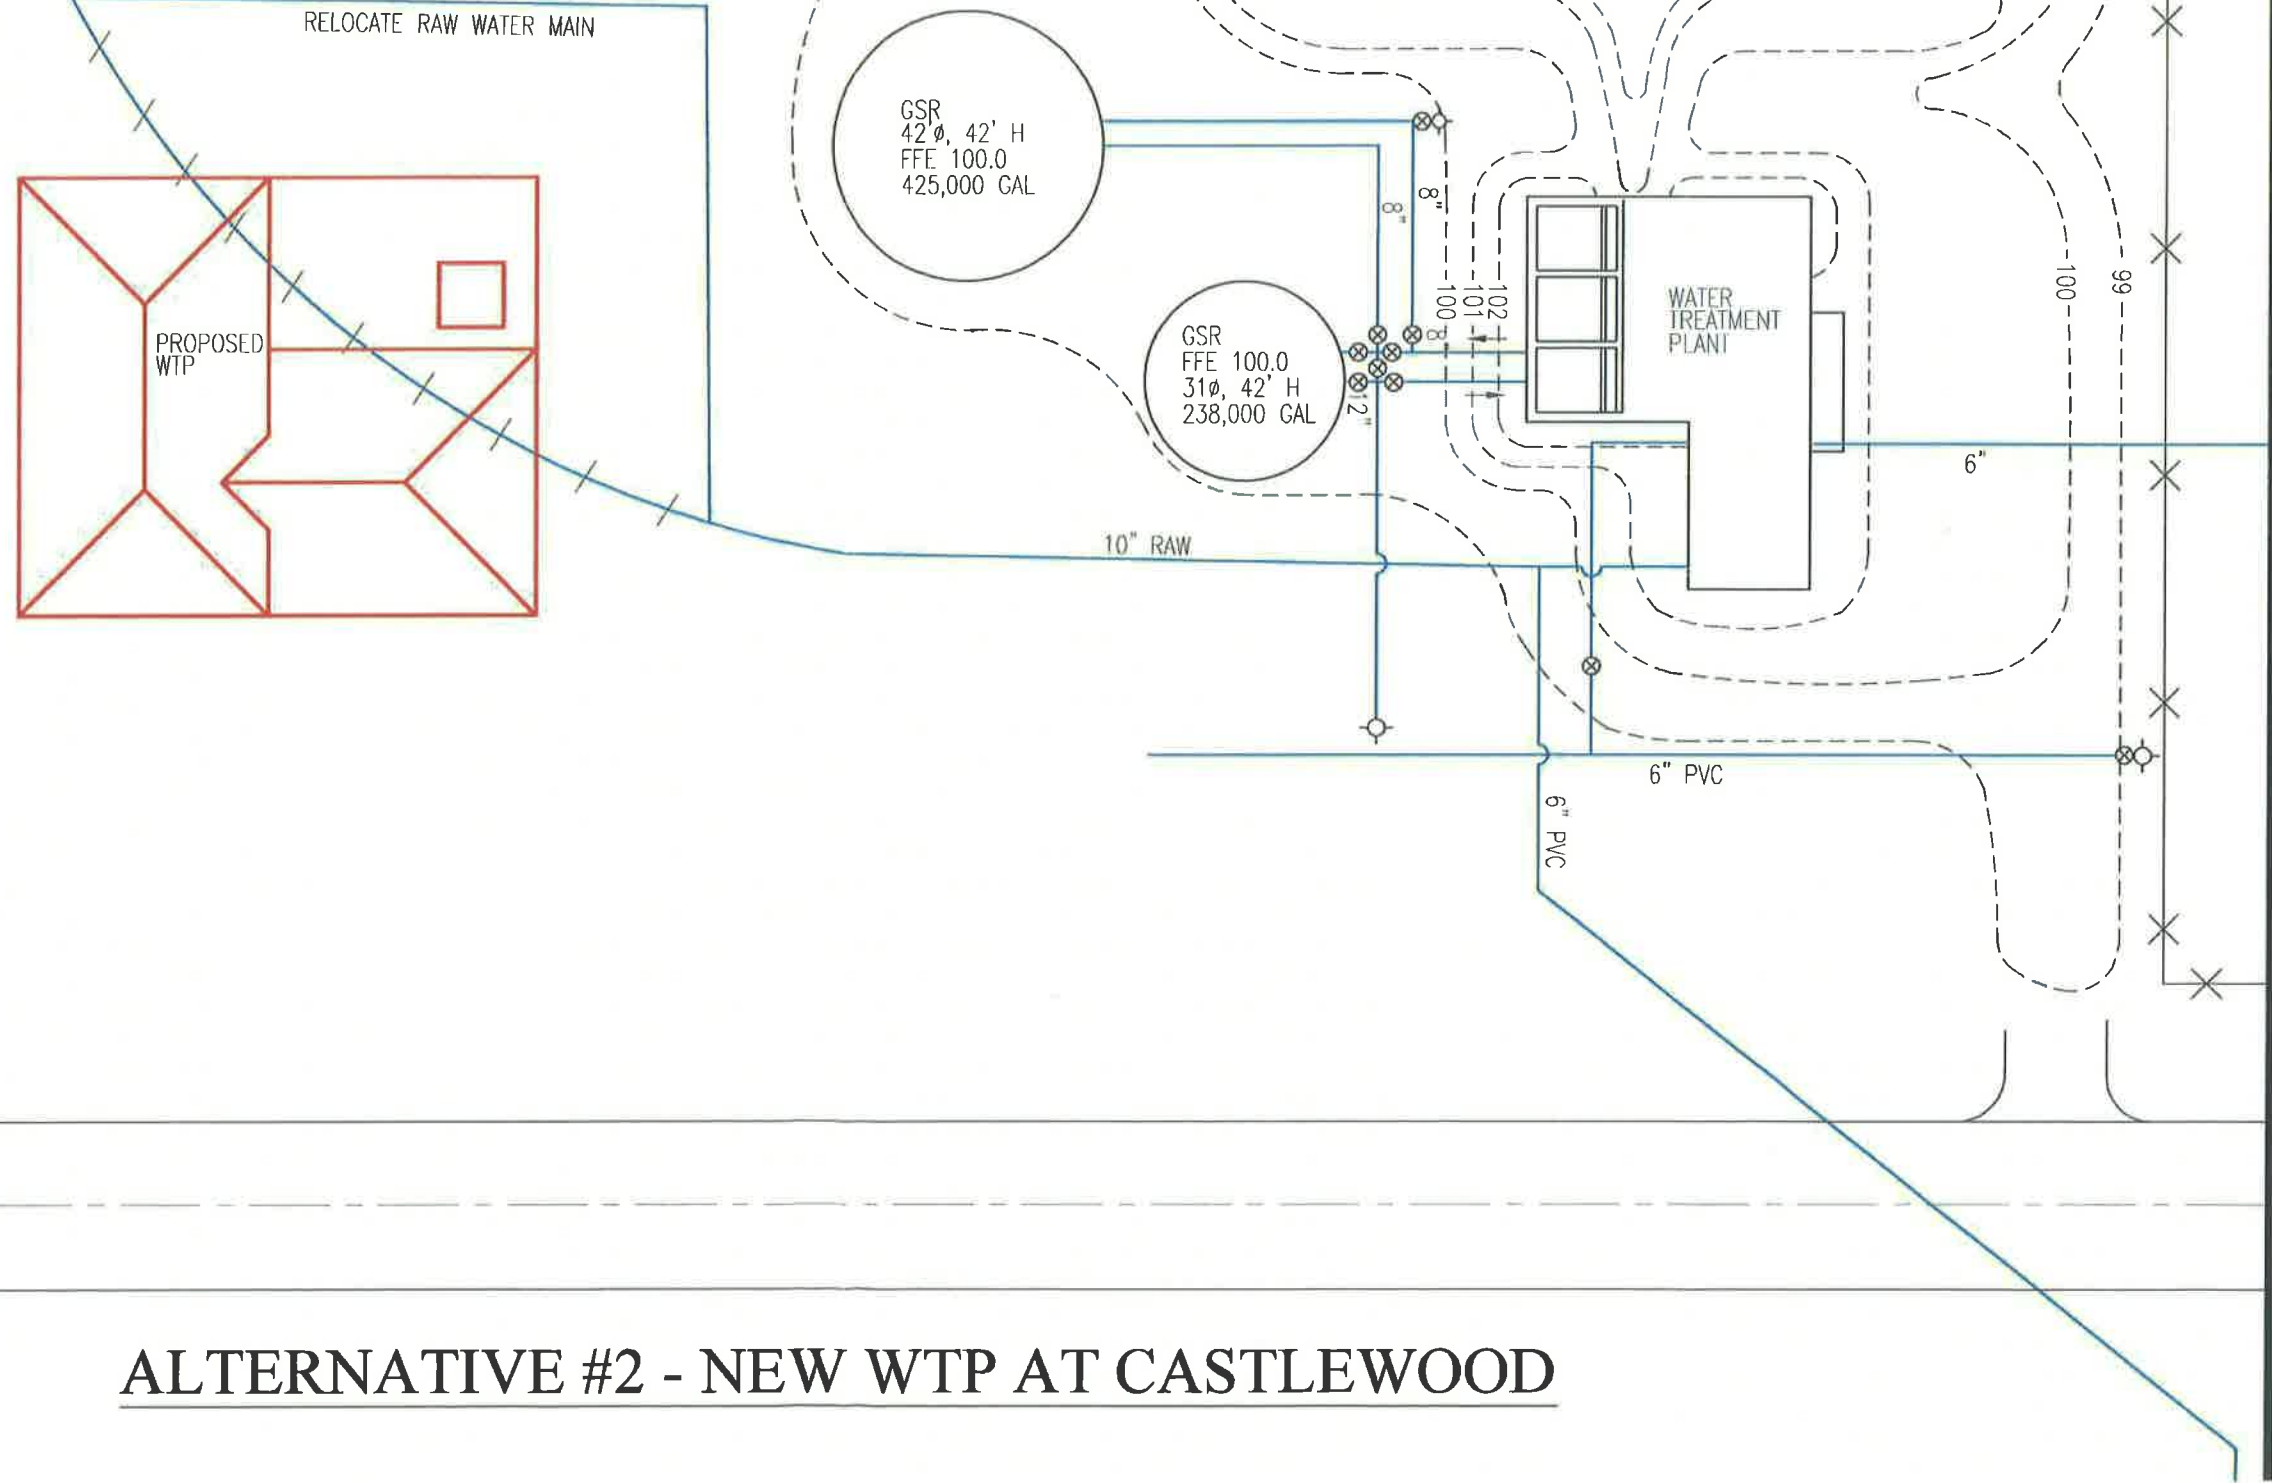 RELOCATE RAW WATER MAIN
GSR
42'ø, 42' H
FFE 100.0
425,000 GAL
8"
8"
100
101
102
8"
WATER
TREATMENT
PLANT
100
99
PROPOSED
WTP
GSR
FFE 100.0
31ø, 42' H
238,000 GAL
12"
6"
10" RAW
6" PVC
6" PVC
ALTERNATIVE #2 - NEW WTP AT CASTLEWOOD